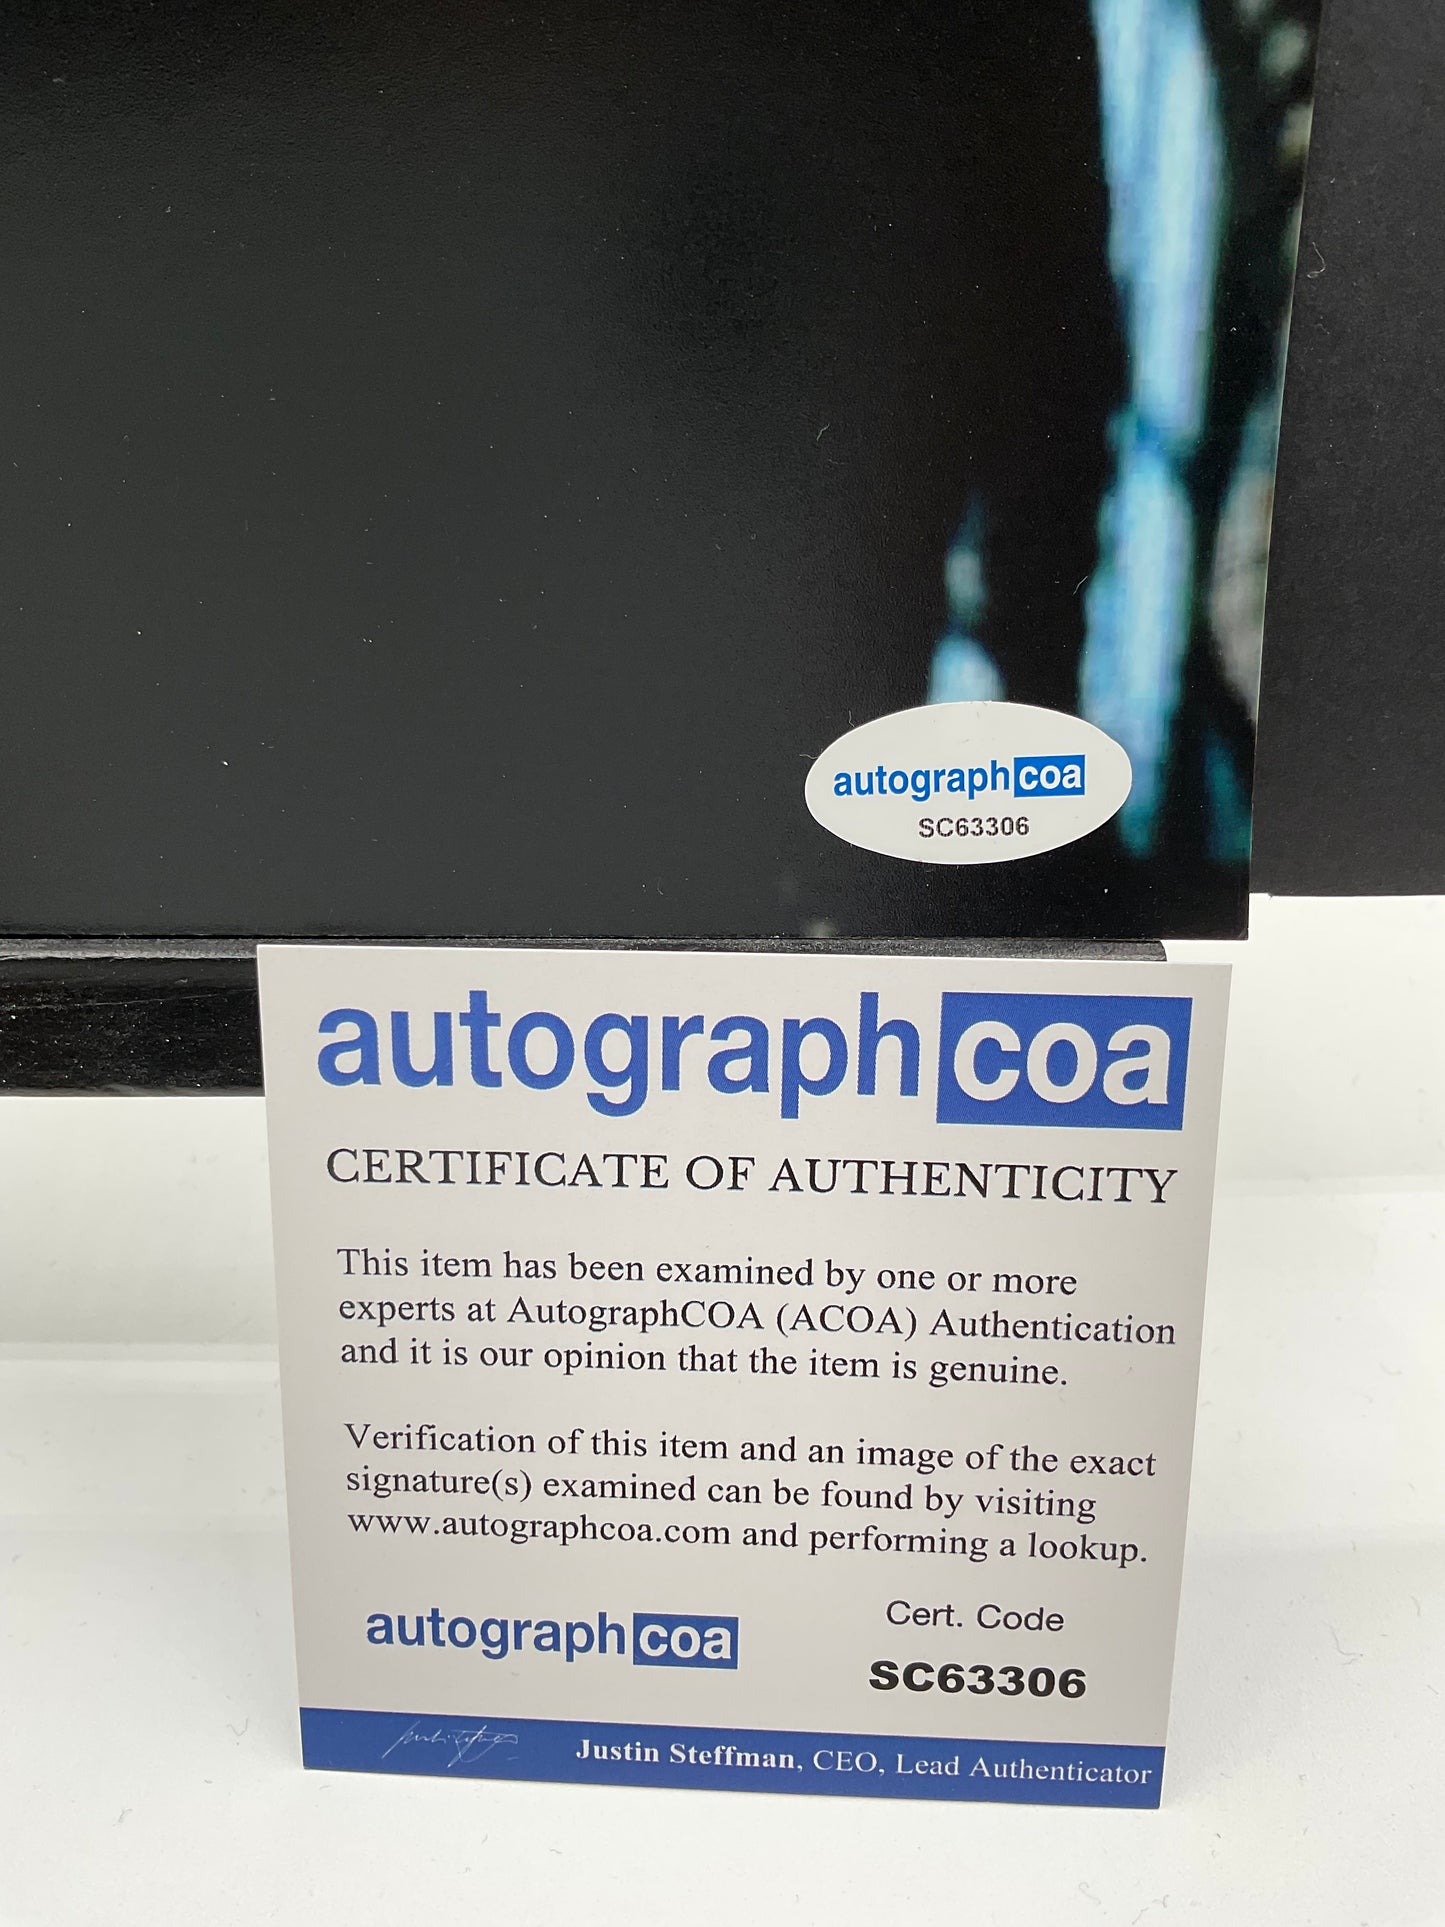 autographcoa
SC63306
autographcoa
CERTIFICATE OF AUTHENTICITY
This item has been examined by one or more
experts at AutographCOA (ACOA) Authentication
and it is our opinion that the item is genuine.
Verification of this item and an image of the exact
signature(s) examined can be found by visiting
www.autographcoa.com and performing a lookup.
autographcoa
Cert. Code
SC63306
Justin Steffman, CEO, Lead Authenticator